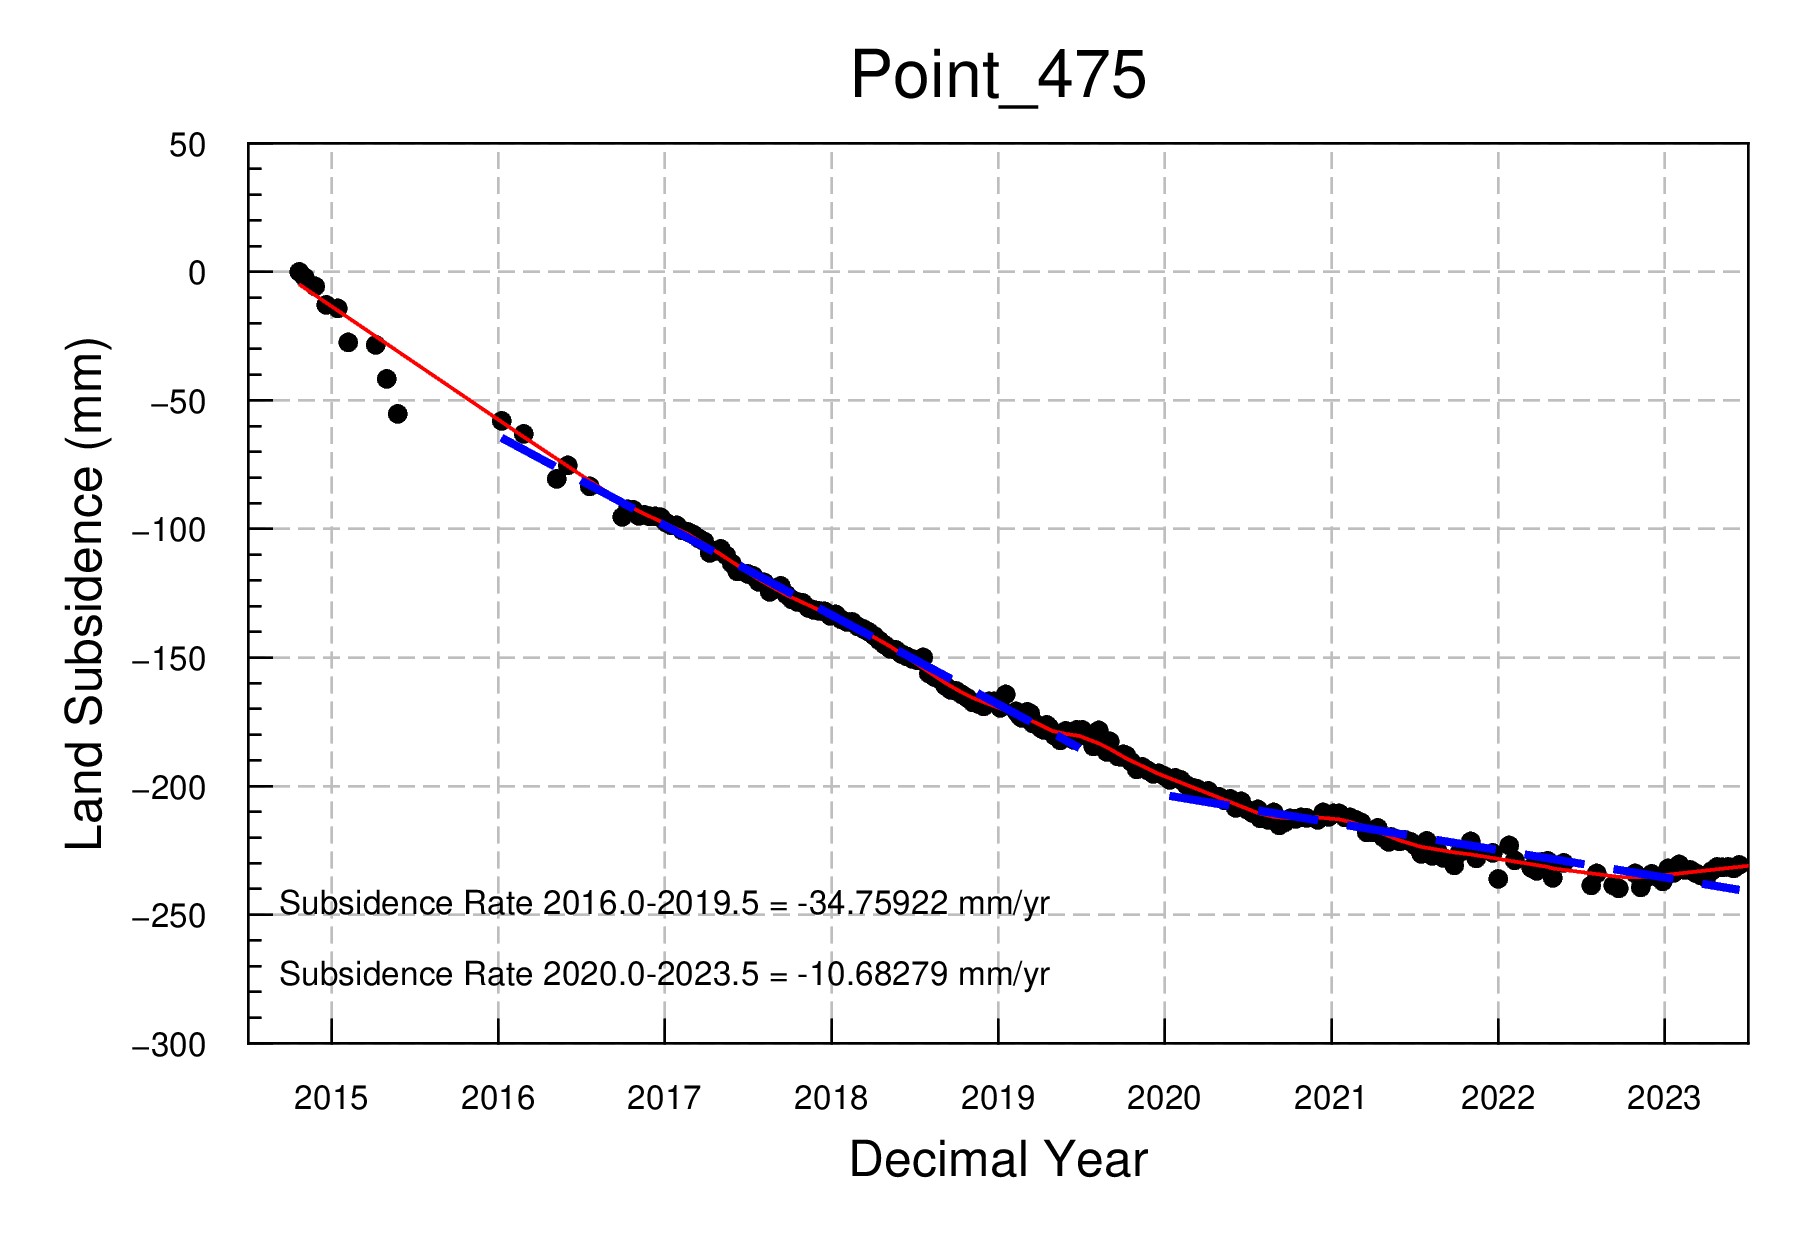 Point_475
50
0
−50
−100
−150
−200
−250
−300
Land Subsidence (mm)
Subsidence Rate 2016.0-2019.5 = -34.75922 mm/yr
Subsidence Rate 2020.0-2023.5 = -10.68279 mm/yr
2015 2016 2017 2018 2019 2020 2021 2022 2023
Decimal Year